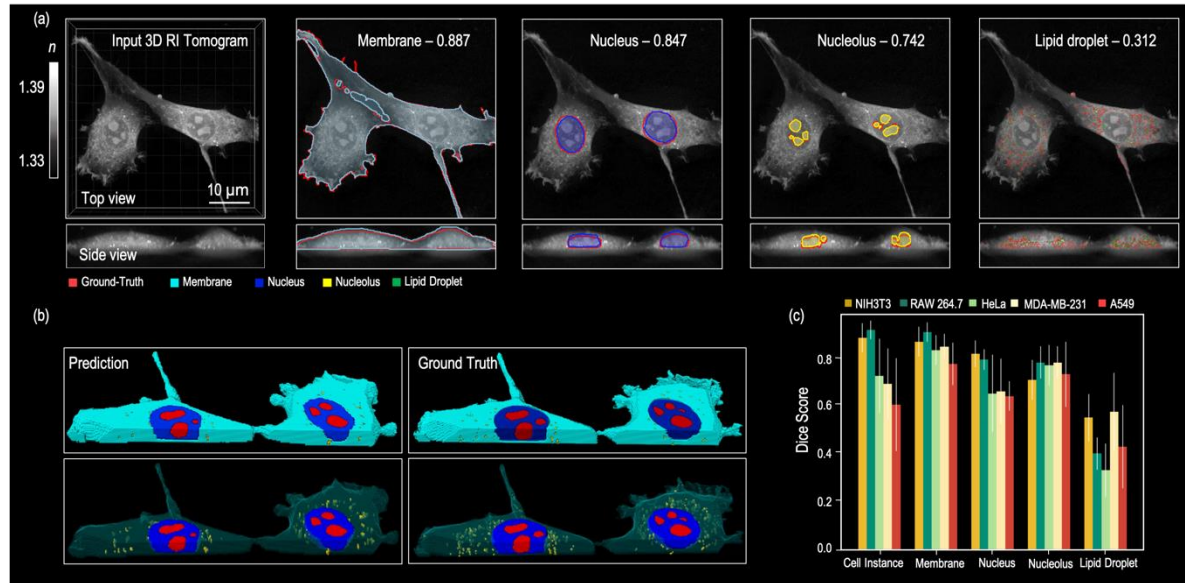 (a)
n
1.39
1.33
Input 3D RI Tomogram
Top view
10 µm
Side view
Membrane – 0.887
Nucleus – 0.847
Nucleolus – 0.742
Lipid droplet – 0.312
Ground-Truth
Membrane
Nucleus
Nucleolus
Lipid Droplet
(b)
Prediction
Ground Truth
(c)
NIH3T3 RAW 264.7 HeLa MDA-MB-231 A549
Dice Score
0.8
0.6
0.4
0.2
0.0
Cell Instance Membrane Nucleus Nucleolus Lipid Droplet